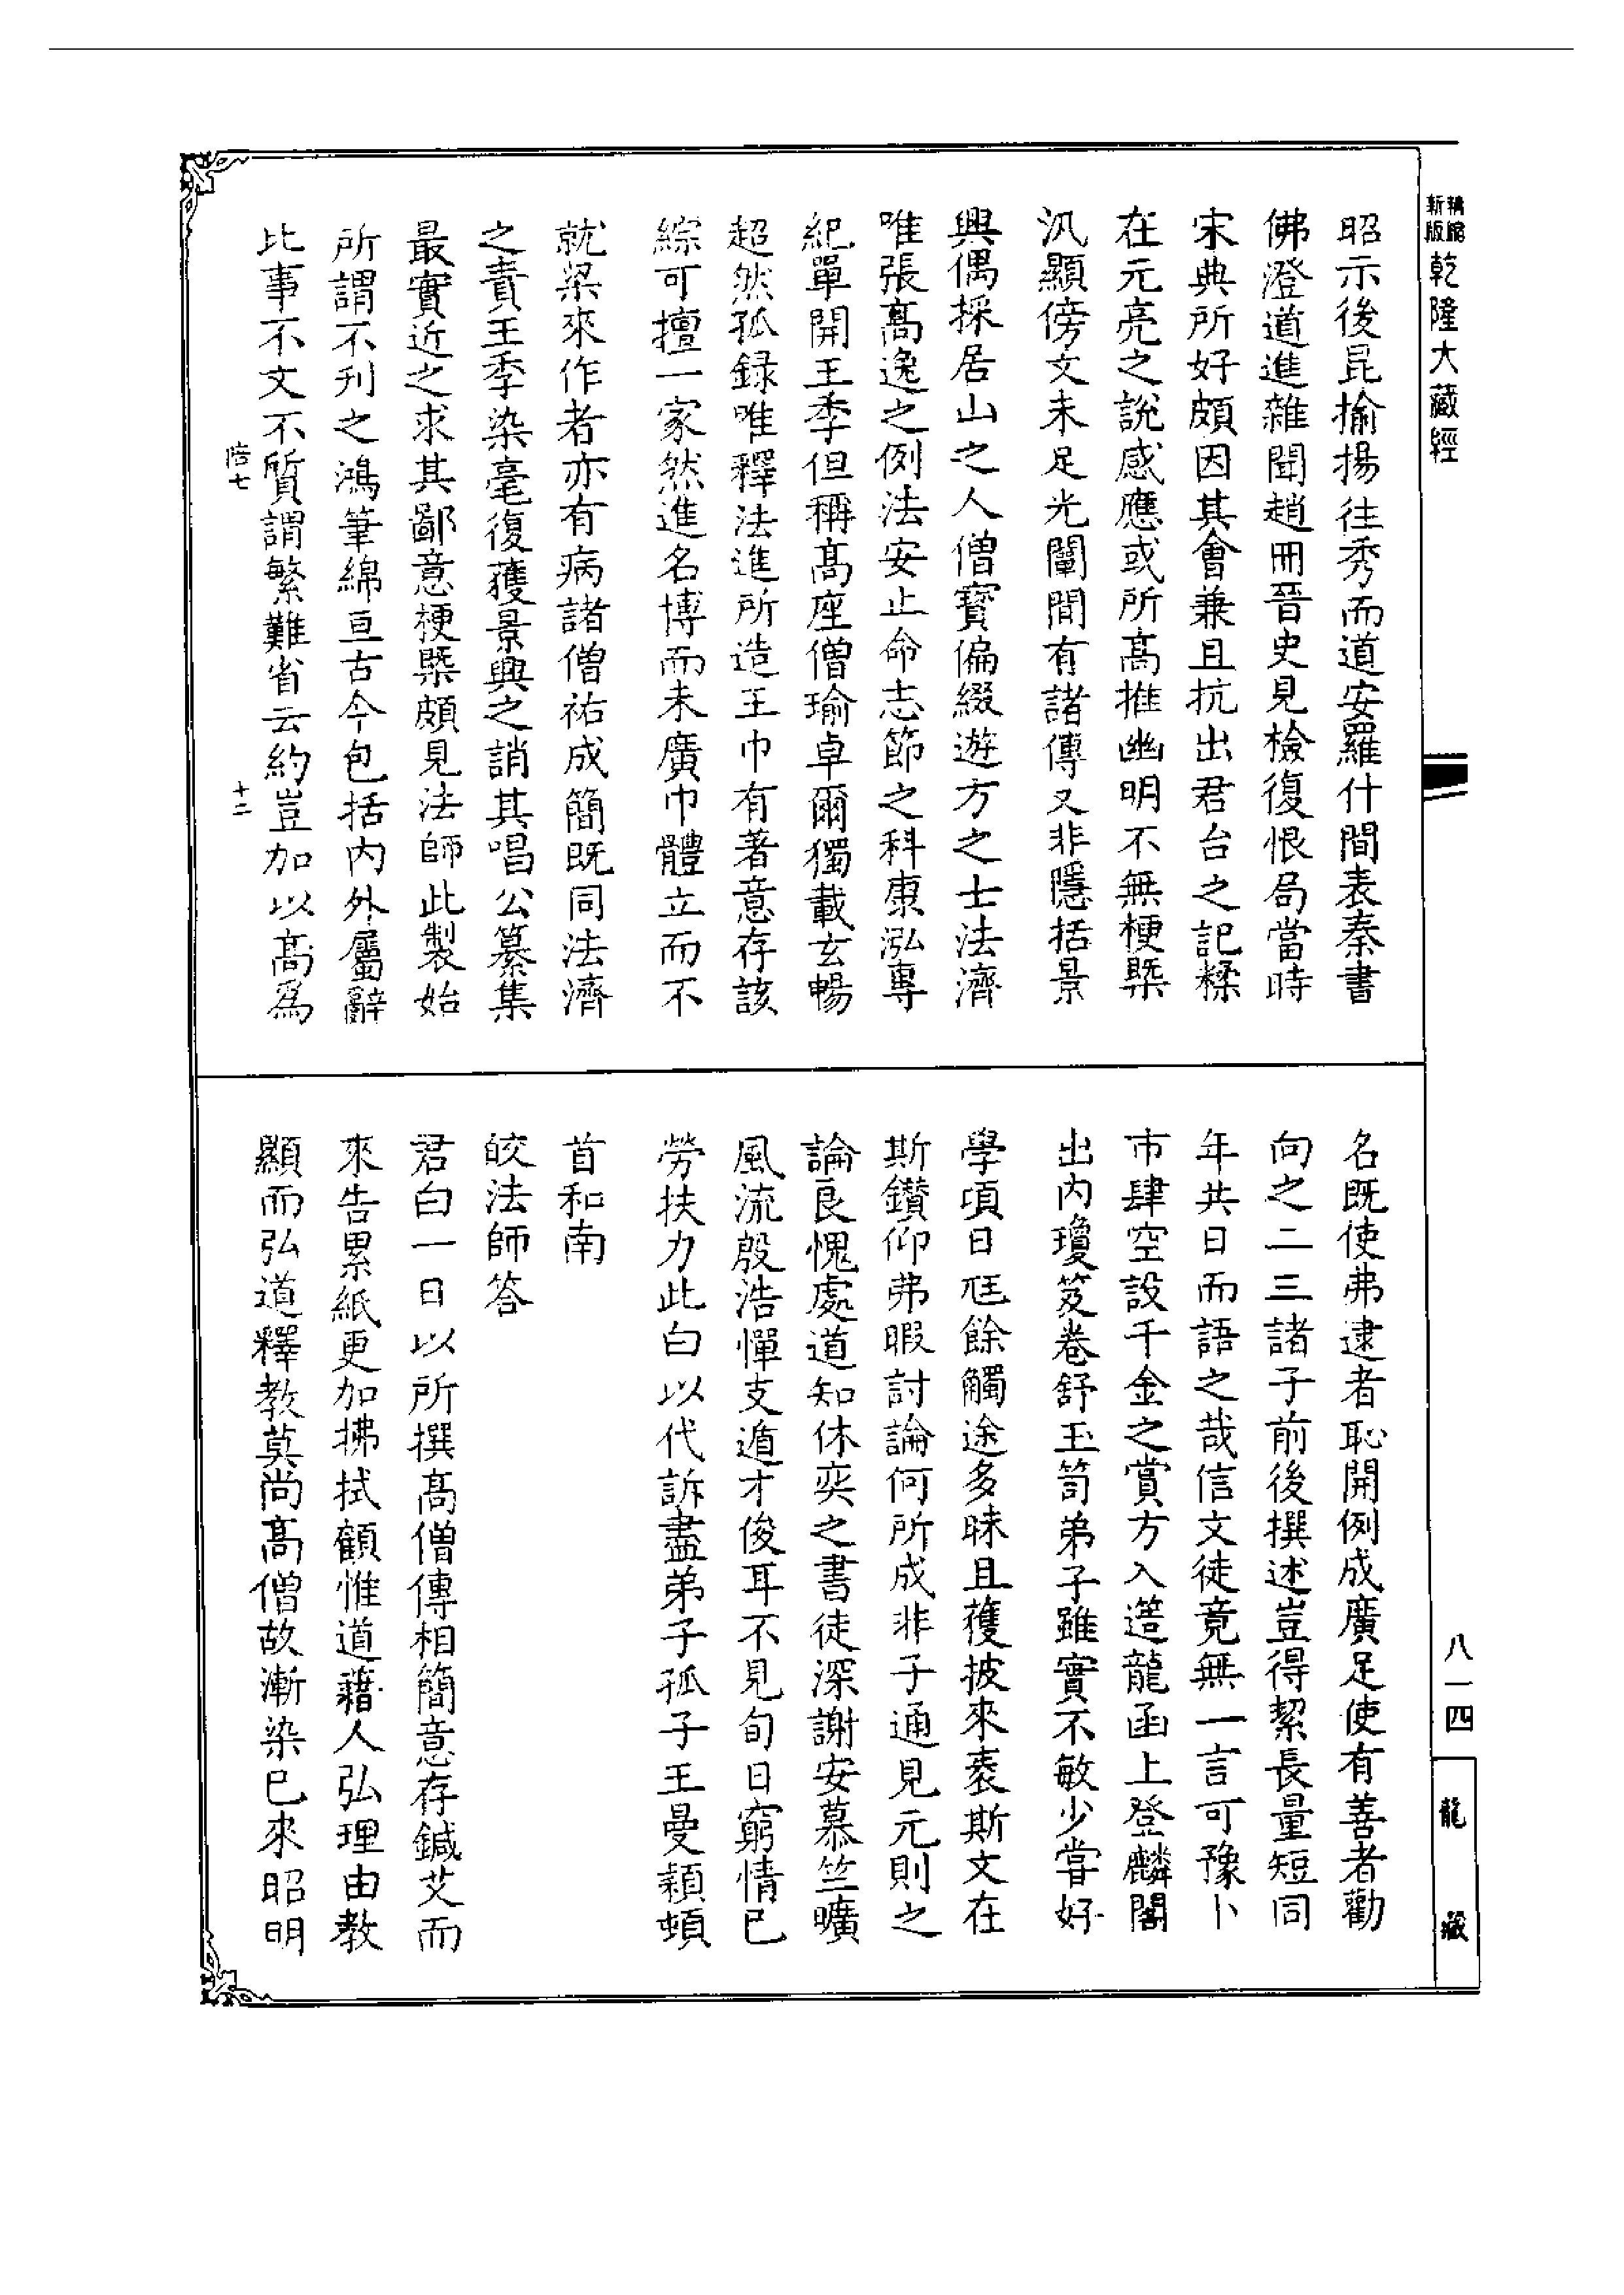 新編縮版
乾隆大藏經
昭示後昆揄揚往秀而道安羅什間表秦書
佛澄道進雜聞趙冊晉史見檢復恨局當時
宋典所好頗因其會兼且抗出君台之記糅
在元亮之說感應或所高推幽明不無梗槩
汎顯傍文未足光闡間有諸傳又非隱括景
興偶採居山之人僧寶偏綴遊方之士法濟
唯張高逸之例法安止命志節之科康泓專
紀單開王季但稱高座僧瑜卓爾獨載玄暢
超然孤録唯釋法進所造王巾有著意存該
綜可擅一家然進名博而未廣巾體立而不
就梁來作者亦有病諸僧祐成簡既同法濟
之責王季染毫復獲景興之誚其唱公纂集
最實近之求其鄙意梗槩頗見法師此製始
所謂不刋之鴻筆綿亘古今包括内外屬辭
比事不文不質謂繁難省云約豈加以高為
陪七
十二
名既使弗逮者恥開例成廣足使有善者勸
向之二三諸子前後撰述豈得絜長量短同
年共日而語之哉信文徒竟無一言可豫卜
市肆空設千金之賞方入簉龍函上登麟閣
出内瓊笈卷舒玉笥弟子雖實不敏少嘗好
學頃日尫餘觸途多昧且獲披來袠斯文在
斯鑽仰弗暇討論何所成非子通見元則之
論良愧處道知休奕之書徒深謝安慕竺曠
風流殷浩憚支遁才俊耳不見旬日窮情已
勞扶力此白以代訴盡弟子孤子王曼穎頓
首和南
皎法師答
君白一日以所撰高僧傳相簡意存鍼艾而
來告累紙更加拂拭顧惟道藉人弘理由教
顯而弘道釋教莫尚高僧故漸染已來昭明
八一四
龍藏